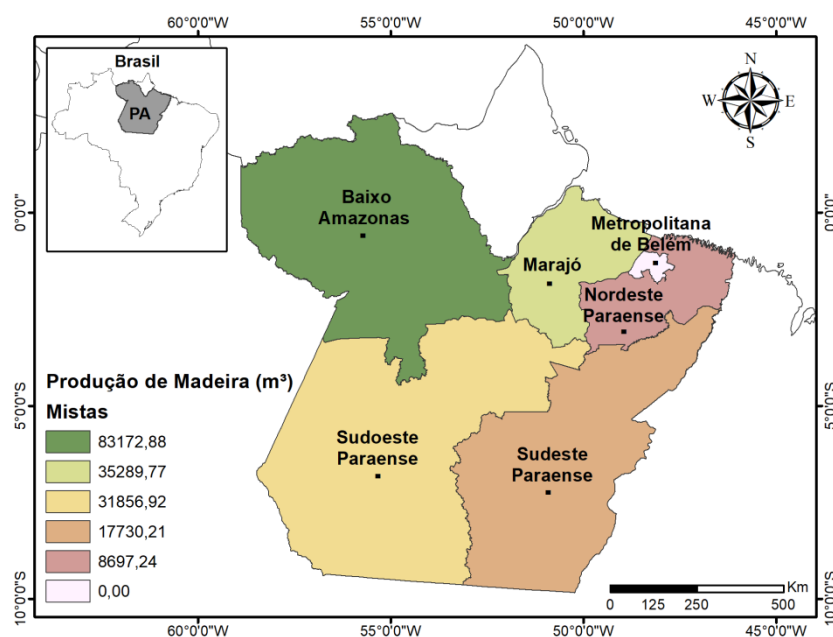 60°0'0"W 55°0'0"W 50°0'0"W 45°0'0"W
Brasil
PA
N
W E
S
0°0'0"
0°0'0"
Baixo
Amazonas
Metropolitana
de Belém
Marajó
Nordeste
Paraense
Produção de Madeira (m³)
Mistas
83172,88
35289,77
31856,92
17730,21
8697,24
0,00
5°0'0"S
5°0'0"S
Sudoeste
Paraense
Sudeste
Paraense
Km
0 125 250 500
10°0'0"S
10°0'0"S
60°0'0"W 55°0'0"W 50°0'0"W 45°0'0"W